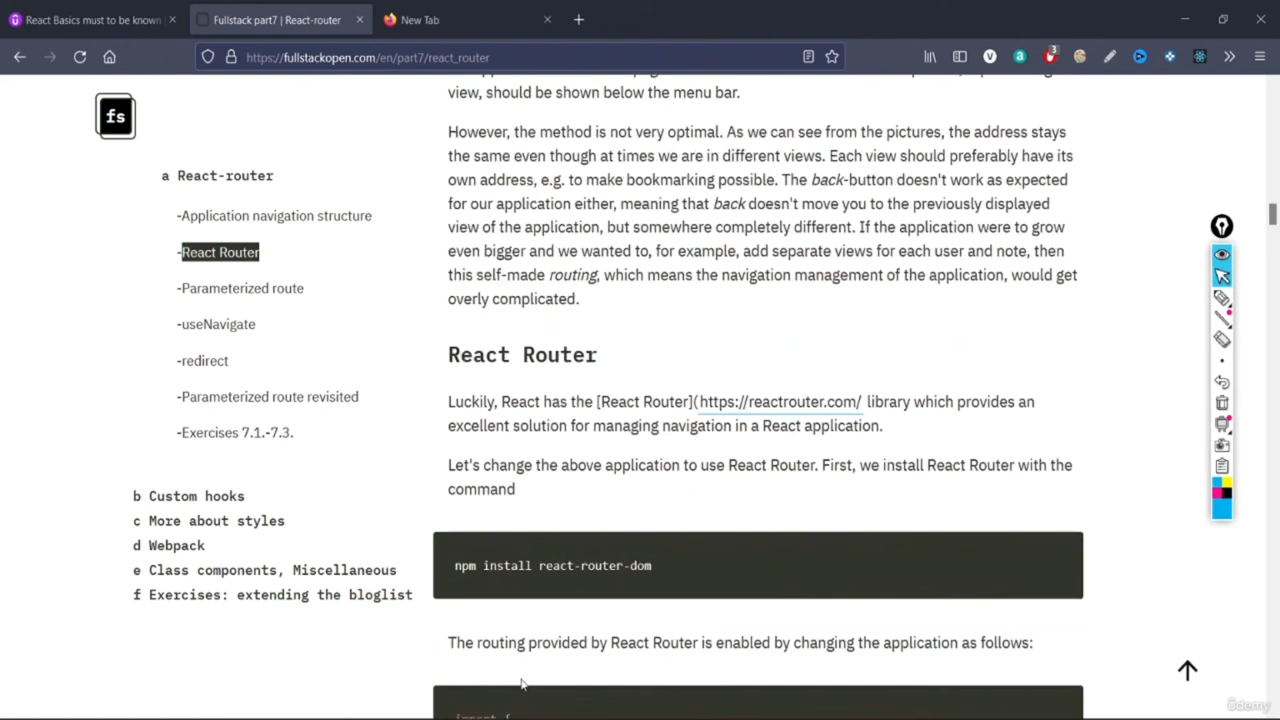 React Basics must to be known
Fullstack part7 | React-router
New Tab
https://fullstackopen.com/en/part7/react_router
3
view, should be shown below the menu bar.
fs
However, the method is not very optimal. As we can see from the pictures, the address stays
the same even though at times we are in different views. Each view should preferably have its
own address, e.g. to make bookmarking possible. The back-button doesn't work as expected
for our application either, meaning that back doesn't move you to the previously displayed
view of the application, but somewhere completely different. If the application were to grow
even bigger and we wanted to, for example, add separate views for each user and note, then
this self-made routing, which means the navigation management of the application, would get
overly complicated.
a React-router
-Application navigation structure
-React Router
-Parameterized route
-useNavigate
-redirect
-Parameterized route revisited
-Exercises 7.1.-7.3.
b Custom hooks
c More about styles
d Webpack
e Class components, Miscellaneous
f Exercises: extending the bloglist
React Router
Luckily, React has the [React Router](https://reactrouter.com/ library which provides an
excellent solution for managing navigation in a React application.
Let's change the above application to use React Router. First, we install React Router with the
command
npm install react-router-dom
The routing provided by React Router is enabled by changing the application as follows:
import {
Udemy